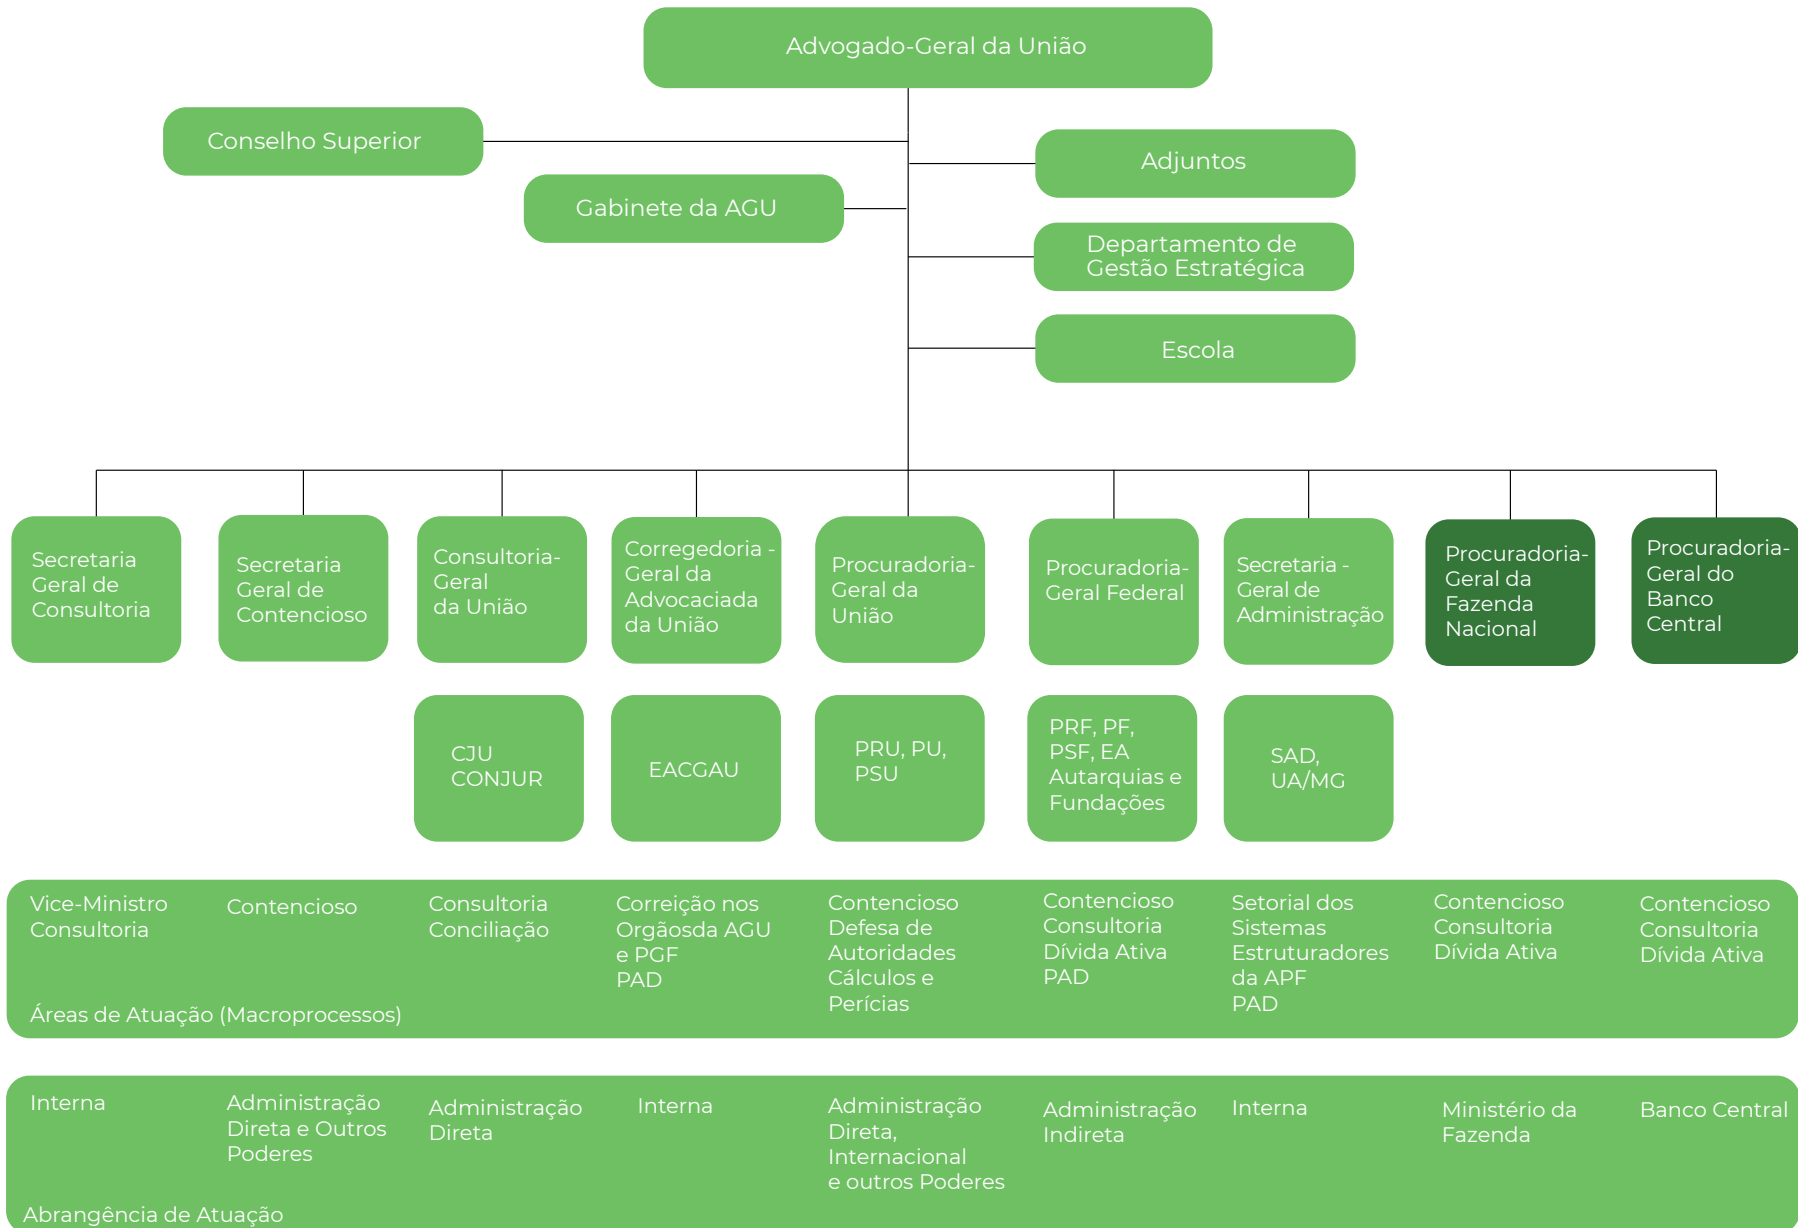 Advogado-Geral da União
Conselho Superior
Adjuntos
Gabinete da AGU
Departamento de
Gestão Estratégica
Escola
Secretaria
Geral de
Consultoria
Secretaria
Geral de
Contencioso
Consultoria-
Geral
da União
Corregedoria -
Geral da
Advocaciada
da União
Procuradoria-
Geral da
União
Procuradoria-
Geral Federal
Secretaria -
Geral de
Administração
Procuradoria-
Geral da
Fazenda
Nacional
Procuradoria-
Geral do
Banco
Central
CJU
CONJUR
EACGAU
PRU, PU,
PSU
PRF, PF,
PSF, EA
Autarquias e
Fundações
SAD,
UA/MG
Vice-Ministro
Consultoria
Contencioso
Consultoria
Conciliação
Correição nos
Orgãosda AGU
e PGF
PAD
Contencioso
Defesa de
Autoridades
Cálculos e
Perícias
Contencioso
Consultoria
Dívida Ativa
PAD
Setorial dos
Sistemas
Estruturadores
da APF
PAD
Contencioso
Consultoria
Dívida Ativa
Contencioso
Consultoria
Dívida Ativa
Áreas de Atuação (Macroprocessos)
Interna
Administração
Direta e Outros
Poderes
Administração
Direta
Interna
Administração
Direta,
Internacional
e outros Poderes
Administração
Indireta
Interna
Ministério da
Fazenda
Banco Central
Abrangência de Atuação